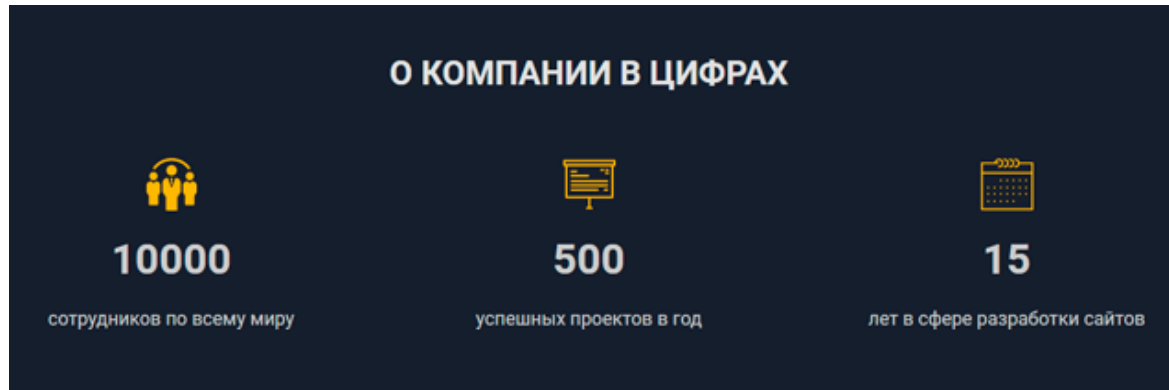 О КОМПАНИИ В ЦИФРАХ
10000
500
15
сотрудников по всему миру
успешных проектов в год
лет в сфере разработки сайтов